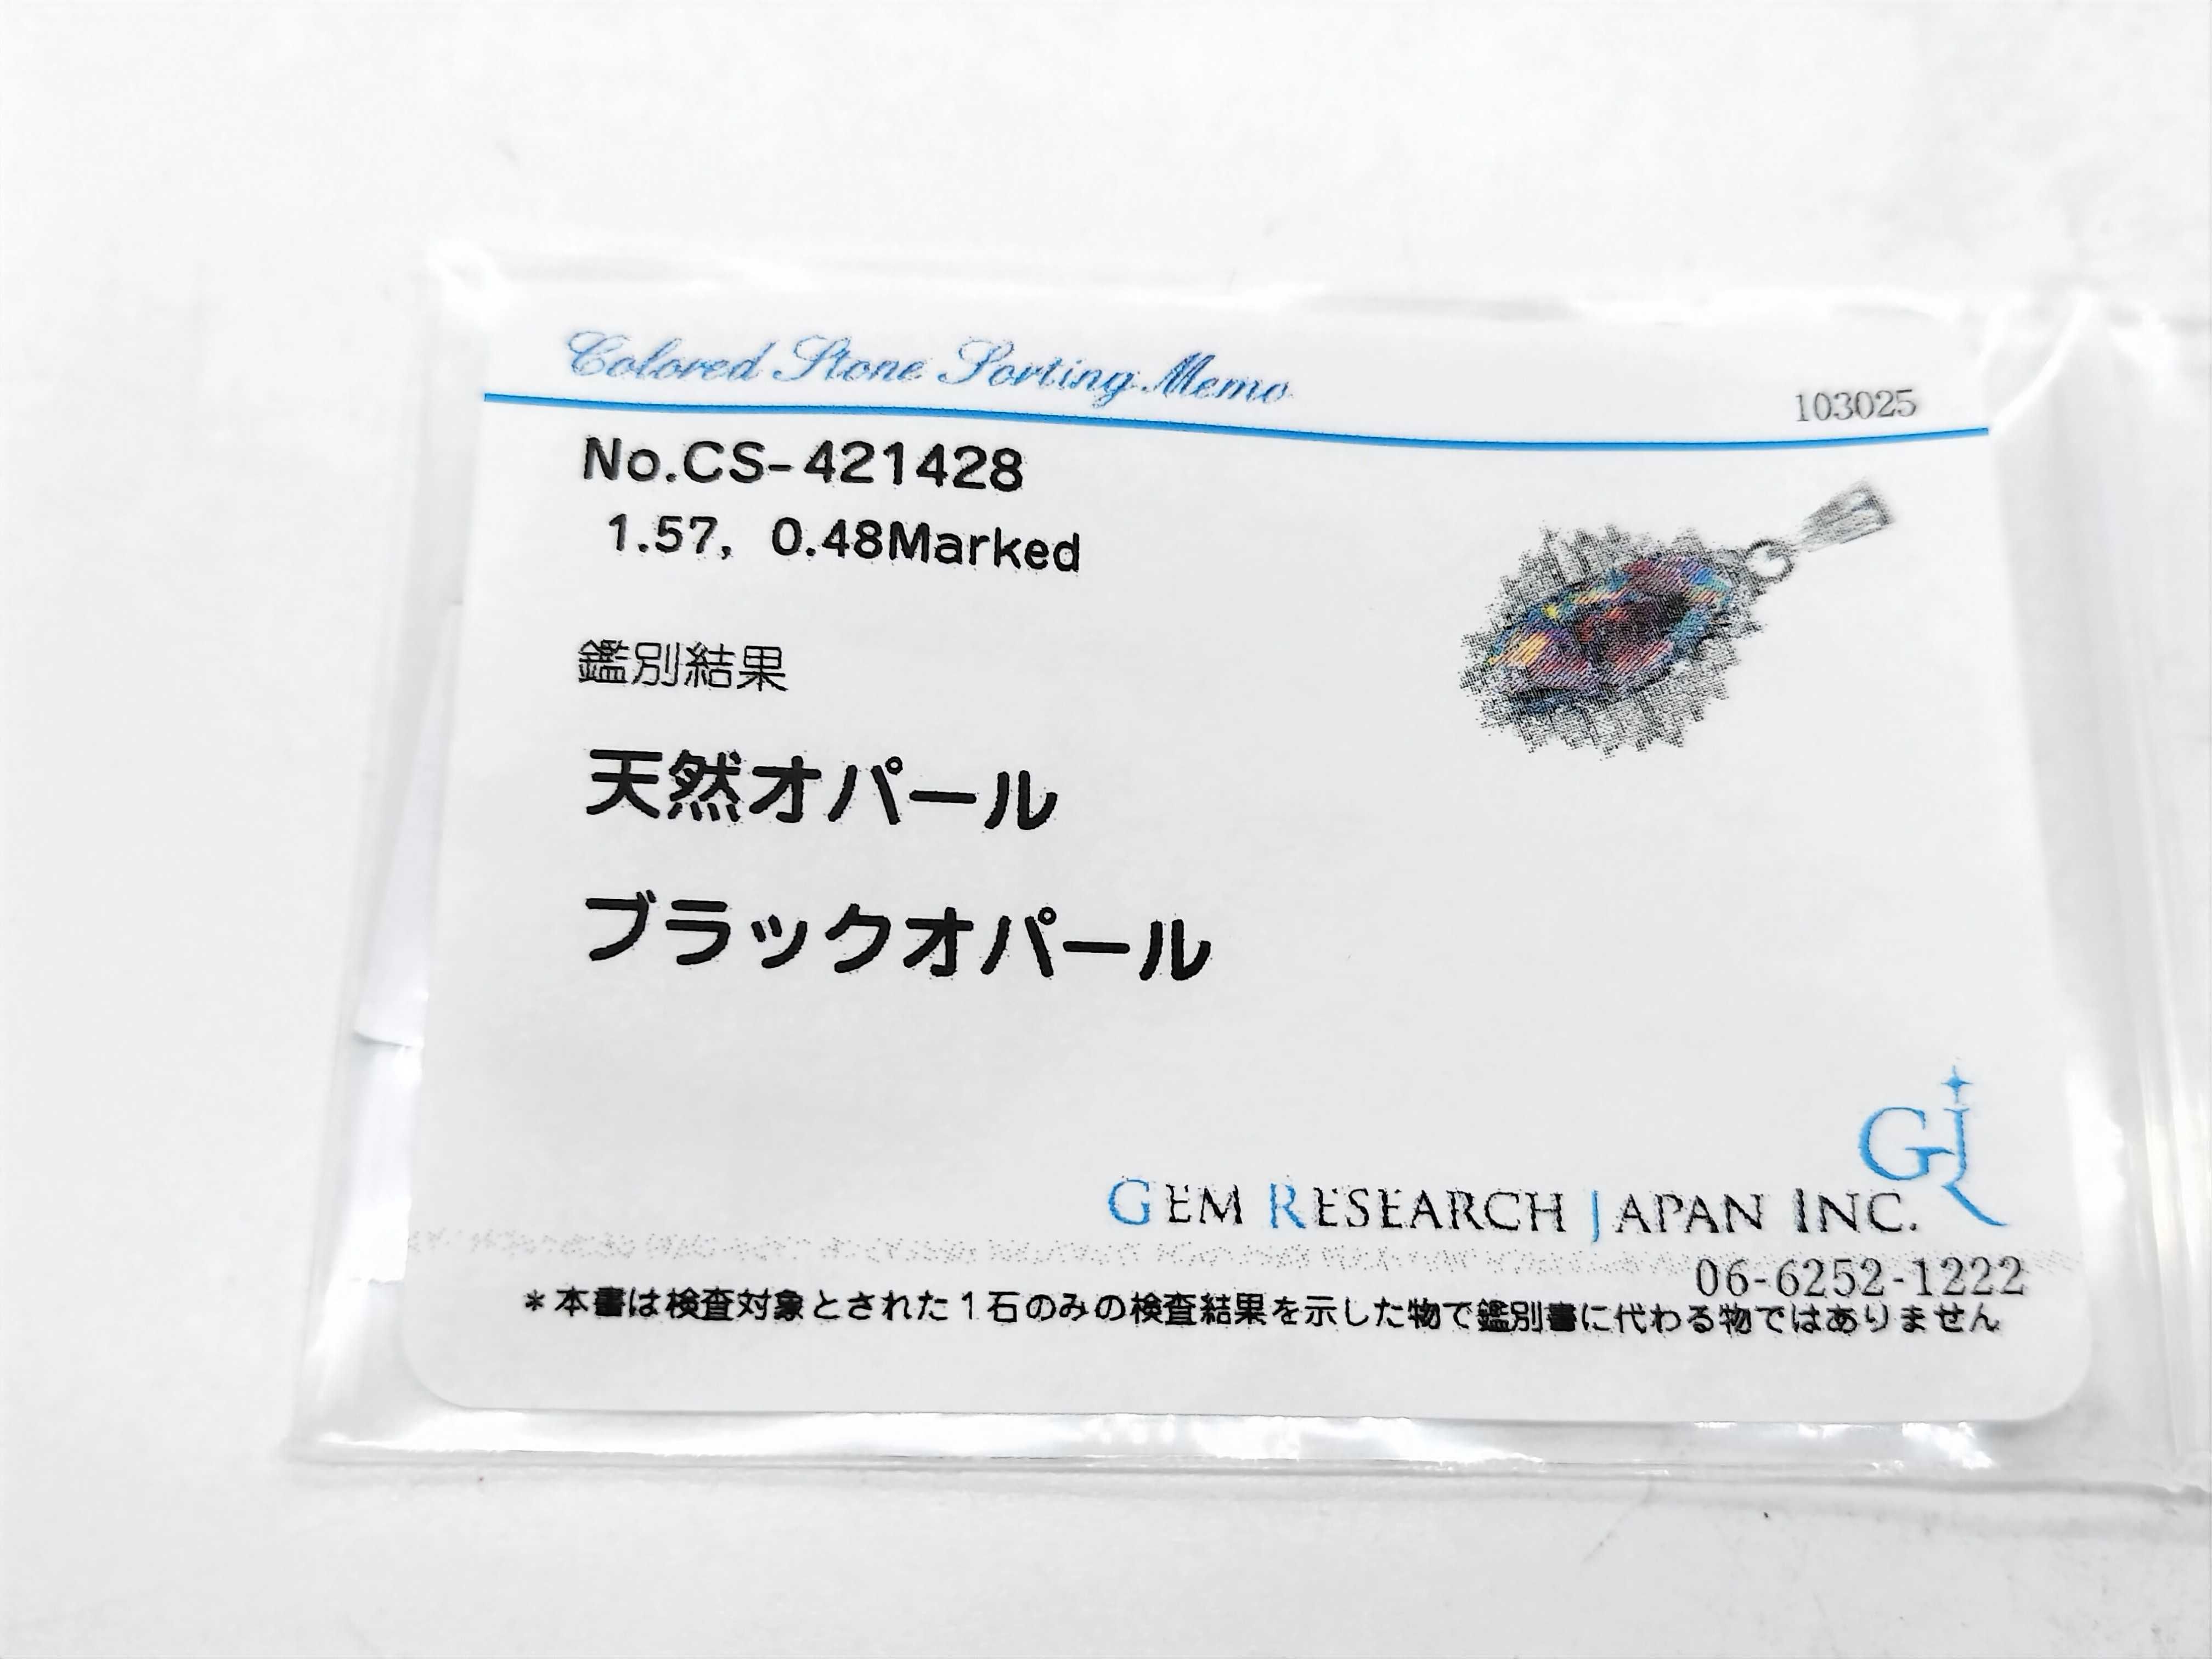 Colored Stone Sorting Memo
103025
No.CS-421428
1.57, 0.48Marked
鑑別結果
天然オパール
ブラックオパール
GEM RESEARCH JAPAN INC.
06-6252-1222
*本書は検査対象とされた1石のみの検査結果を示した物で鑑別書に代わる物ではありません